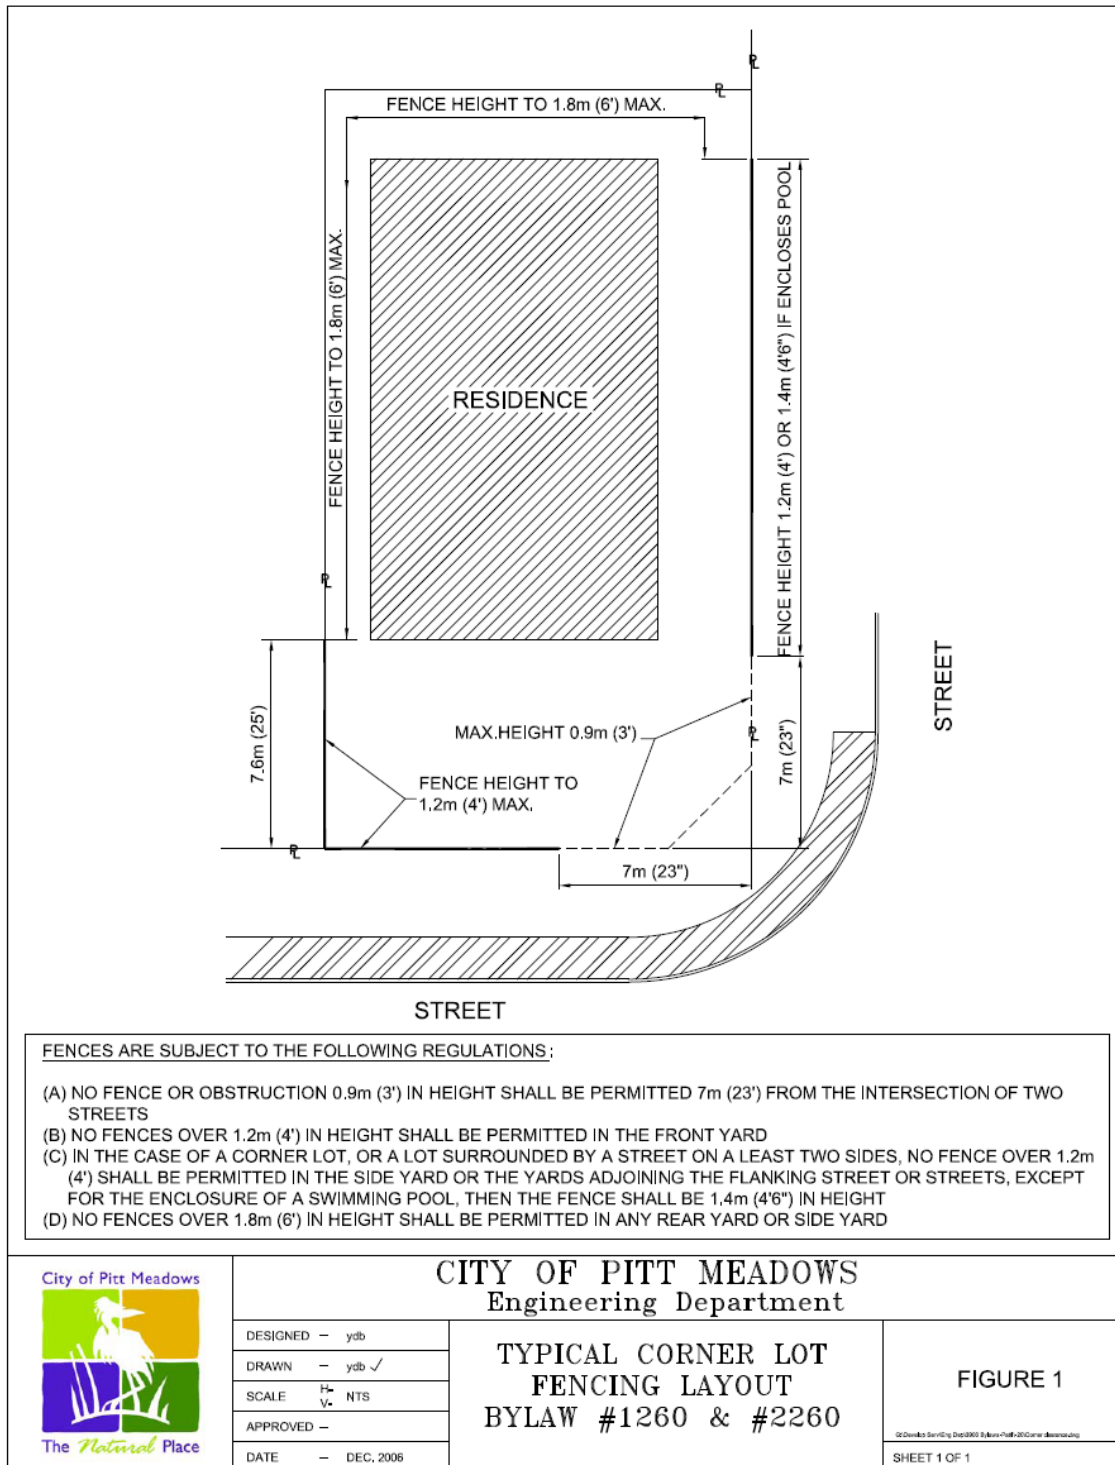 FENCE HEIGHT TO 1.8m (6') MAX.
FENCE HEIGHT TO 1.8m (6') MAX.
FENCE HEIGHT 1.2m (4') OR 1.4m (4'6") IF ENCLOSES POOL
RESIDENCE
7.6m (25')
MAX.HEIGHT 0.9m (3')
FENCE HEIGHT TO
1.2m (4') MAX.
7m (23")
7m (23")
STREET
STREET
FENCES ARE SUBJECT TO THE FOLLOWING REGULATIONS:
(A) NO FENCE OR OBSTRUCTION 0.9m (3') IN HEIGHT SHALL BE PERMITTED 7m (23') FROM THE INTERSECTION OF TWO
STREETS
(B) NO FENCES OVER 1.2m (4') IN HEIGHT SHALL BE PERMITTED IN THE FRONT YARD
(C) IN THE CASE OF A CORNER LOT, OR A LOT SURROUNDED BY A STREET ON A LEAST TWO SIDES, NO FENCE OVER 1.2m
(4') SHALL BE PERMITTED IN THE SIDE YARD OR THE YARDS ADJOINING THE FLANKING STREET OR STREETS, EXCEPT
FOR THE ENCLOSURE OF A SWIMMING POOL, THEN THE FENCE SHALL BE 1.4m (4'6") IN HEIGHT
(D) NO FENCES OVER 1.8m (6') IN HEIGHT SHALL BE PERMITTED IN ANY REAR YARD OR SIDE YARD
City of Pitt Meadows
The Natural Place
CITY OF PITT MEADOWS
Engineering Department
DESIGNED – ydb
DRAWN – ydb ✓
SCALE H- V- NTS
APPROVED –
DATE – DEC, 2006
TYPICAL CORNER LOT
FENCING LAYOUT
BYLAW #1260 & #2260
FIGURE 1
SHEET 1 OF 1